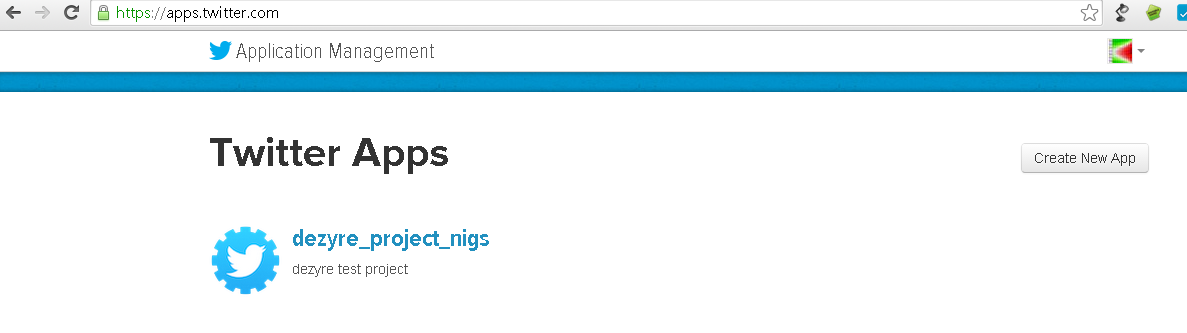 https://apps.twitter.com
Application Management
Twitter Apps
Create New App
dezyre_project_nigs
dezyre test project